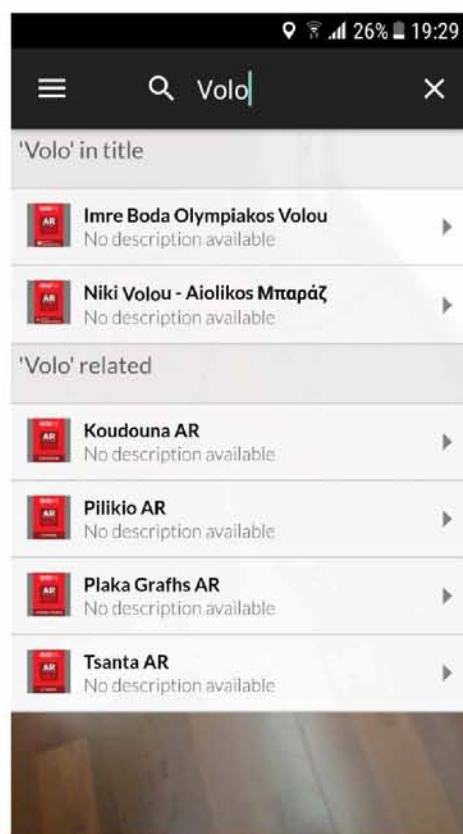 26% 19:29
Volo
'Volo' in title
Imre Boda Olympiakos Volou
No description available
Niki Volou - Aiolikos Μπαράζ
No description available
'Volo' related
AR
Koudouna AR
No description available
AR
Pilikio AR
No description available
AR
Plaka Grafhs AR
No description available
AR
Tsanta AR
No description available